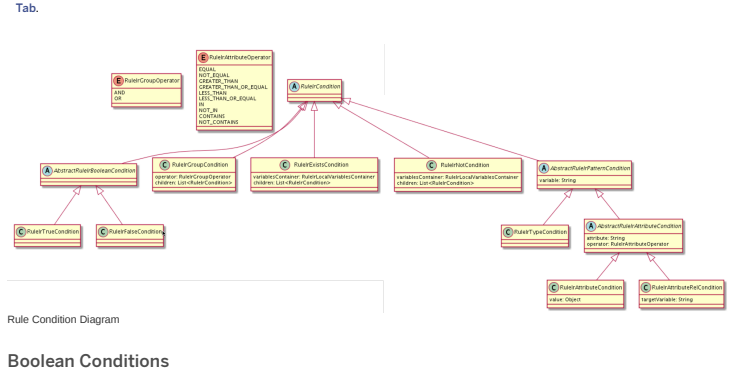 Tab.
E RuleIrGroupOperator
AND
OR
E RuleIrAttributeOperator
EQUAL
NOT_EQUAL
GREATER_THAN
GREATER_THAN_OR_EQUAL
LESS_THAN
LESS_THAN_OR_EQUAL
IN
NOT_IN
CONTAINS
NOT_CONTAINS
A RuleIrCondition
A AbstractRuleIrBooleanCondition
C RuleIrGroupCondition
operator: RuleIrGroupOperator
children: List<RuleIrCondition>
C RuleIrExistsCondition
variablesContainer: RuleIrLocalVariablesContainer
children: List<RuleIrCondition>
C RuleIrNotCondition
variablesContainer: RuleIrLocalVariablesContainer
children: List<RuleIrCondition>
A AbstractRuleIrPatternCondition
variable: String
C RuleIrTrueCondition
C RuleIrFalseCondition
C RuleIrTypeCondition
A AbstractRuleIrAttributeCondition
attribute: String
operator: RuleIrAttributeOperator
C RuleIrAttributeCondition
value: Object
C RuleIrAttributeRelCondition
targetVariable: String
Rule Condition Diagram
Boolean Conditions